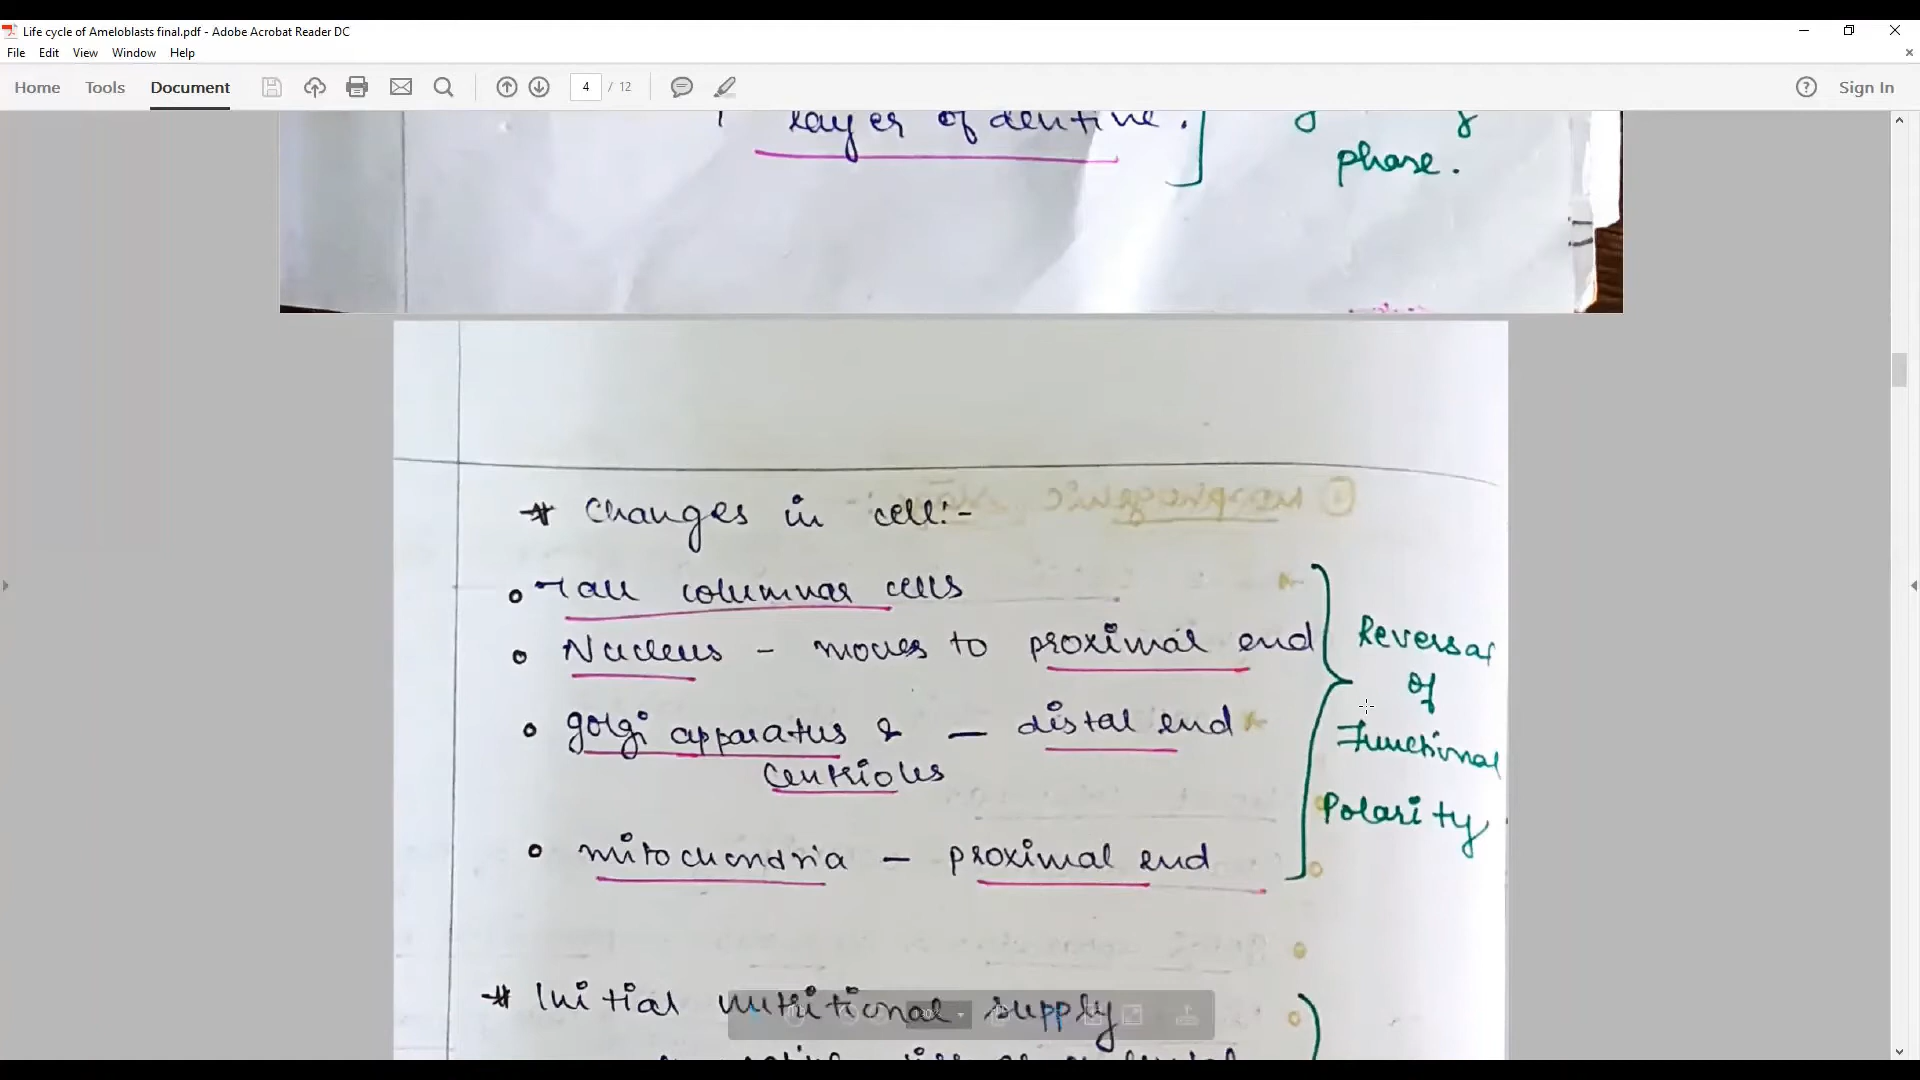 Life cycle of Ameloblasts final.pdf - Adobe Acrobat Reader DC
File Edit View Window Help
Home Tools Document 4 / 12 Sign In
layer of dentine.
phase.
* Changes in cell:-
• Tall columnar cells
• Nucleus - moves to proximal end
• golgi apparatus & — distal end
centrioles
• mitochondria — proximal end
Reversal
of
Functional
Polarity
* Initial nutritional supply